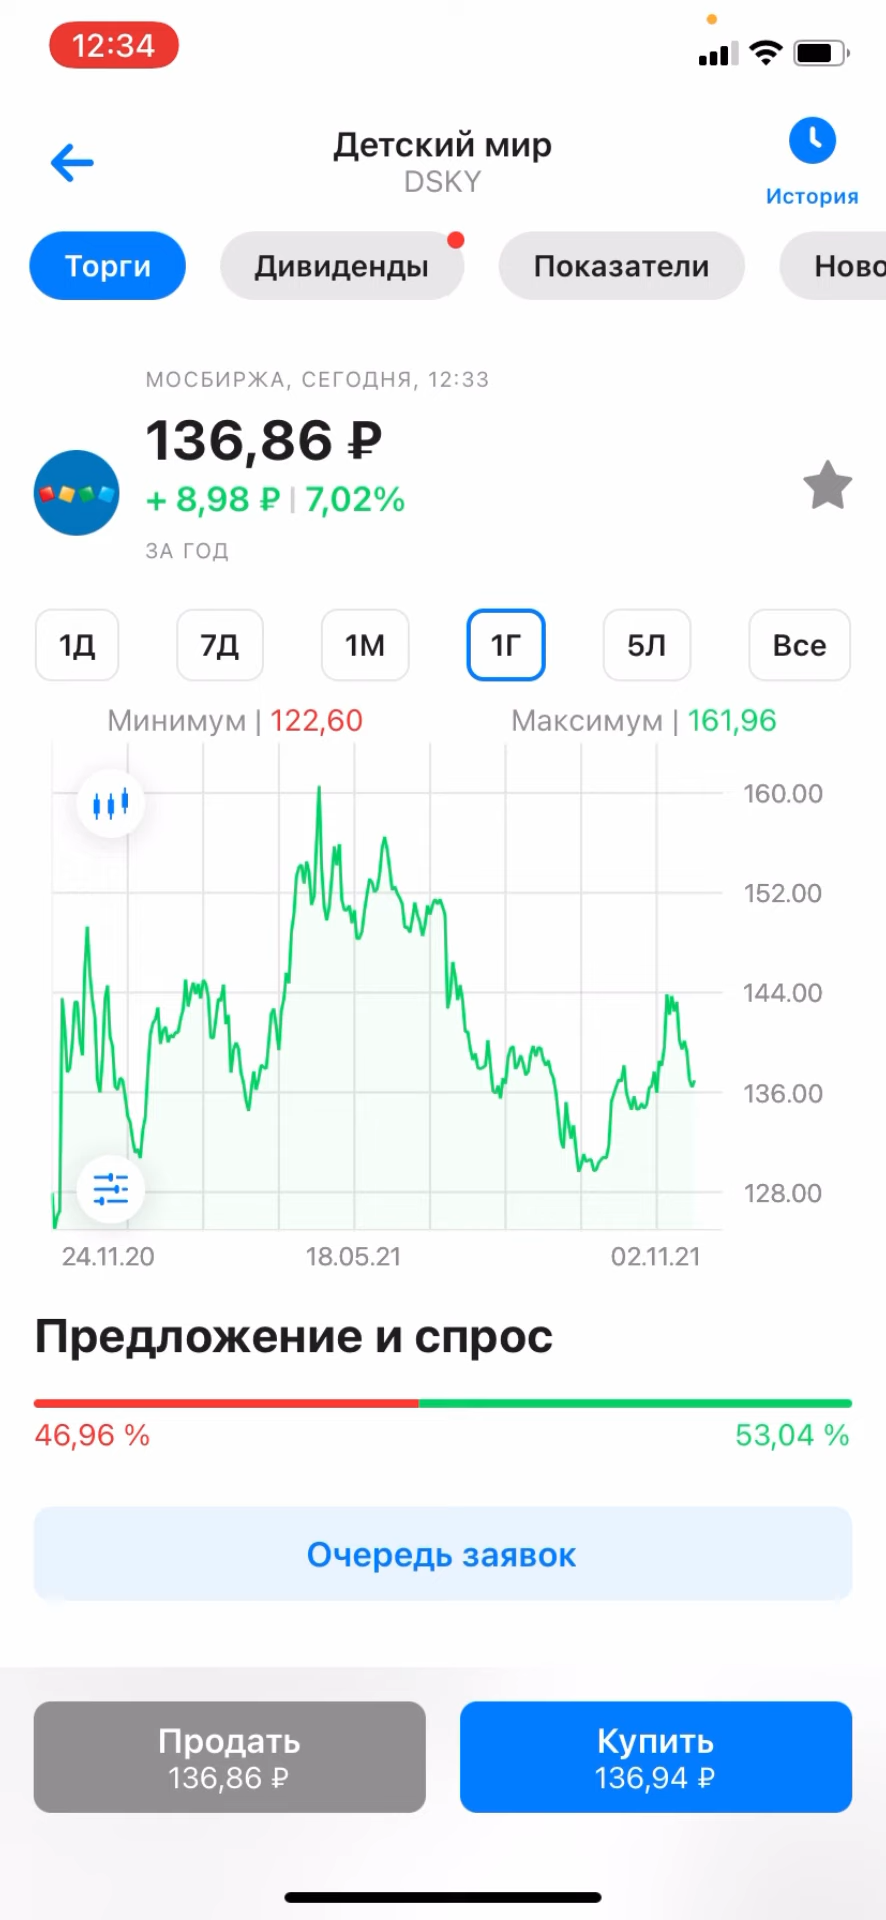 12:34
Детский мир
DSKY
История
Торги
Дивиденды
Показатели
Ново
МОСБИРЖА, СЕГОДНЯ, 12:33
136,86 ₽
+ 8,98 ₽ | 7,02%
ЗА ГОД
1Д 7Д 1М 1Г 5Л Все
Минимум | 122,60 Максимум | 161,96
160.00
152.00
144.00
136.00
128.00
24.11.20 18.05.21 02.11.21
Предложение и спрос
46,96 % 53,04 %
Очередь заявок
Продать
136,86 ₽
Купить
136,94 ₽